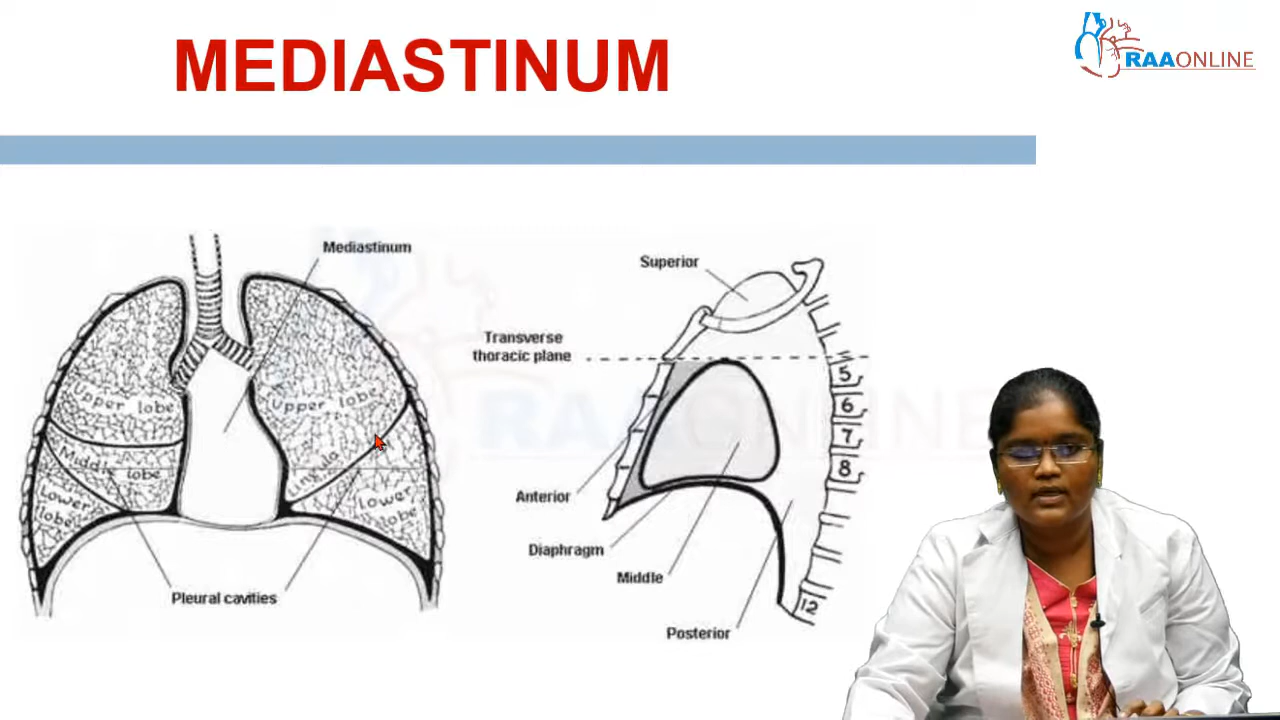 MEDIASTINUM
RAAONLINE
Mediastinum
Upper lobe
Upper lobe
Middle lobe
Lingula
Lower
lobe
Lower
lobe
Pleural cavities
Superior
Transverse
thoracic plane
5
6
7
8
12
Anterior
Diaphragm
Middle
Posterior
RAAONLINE